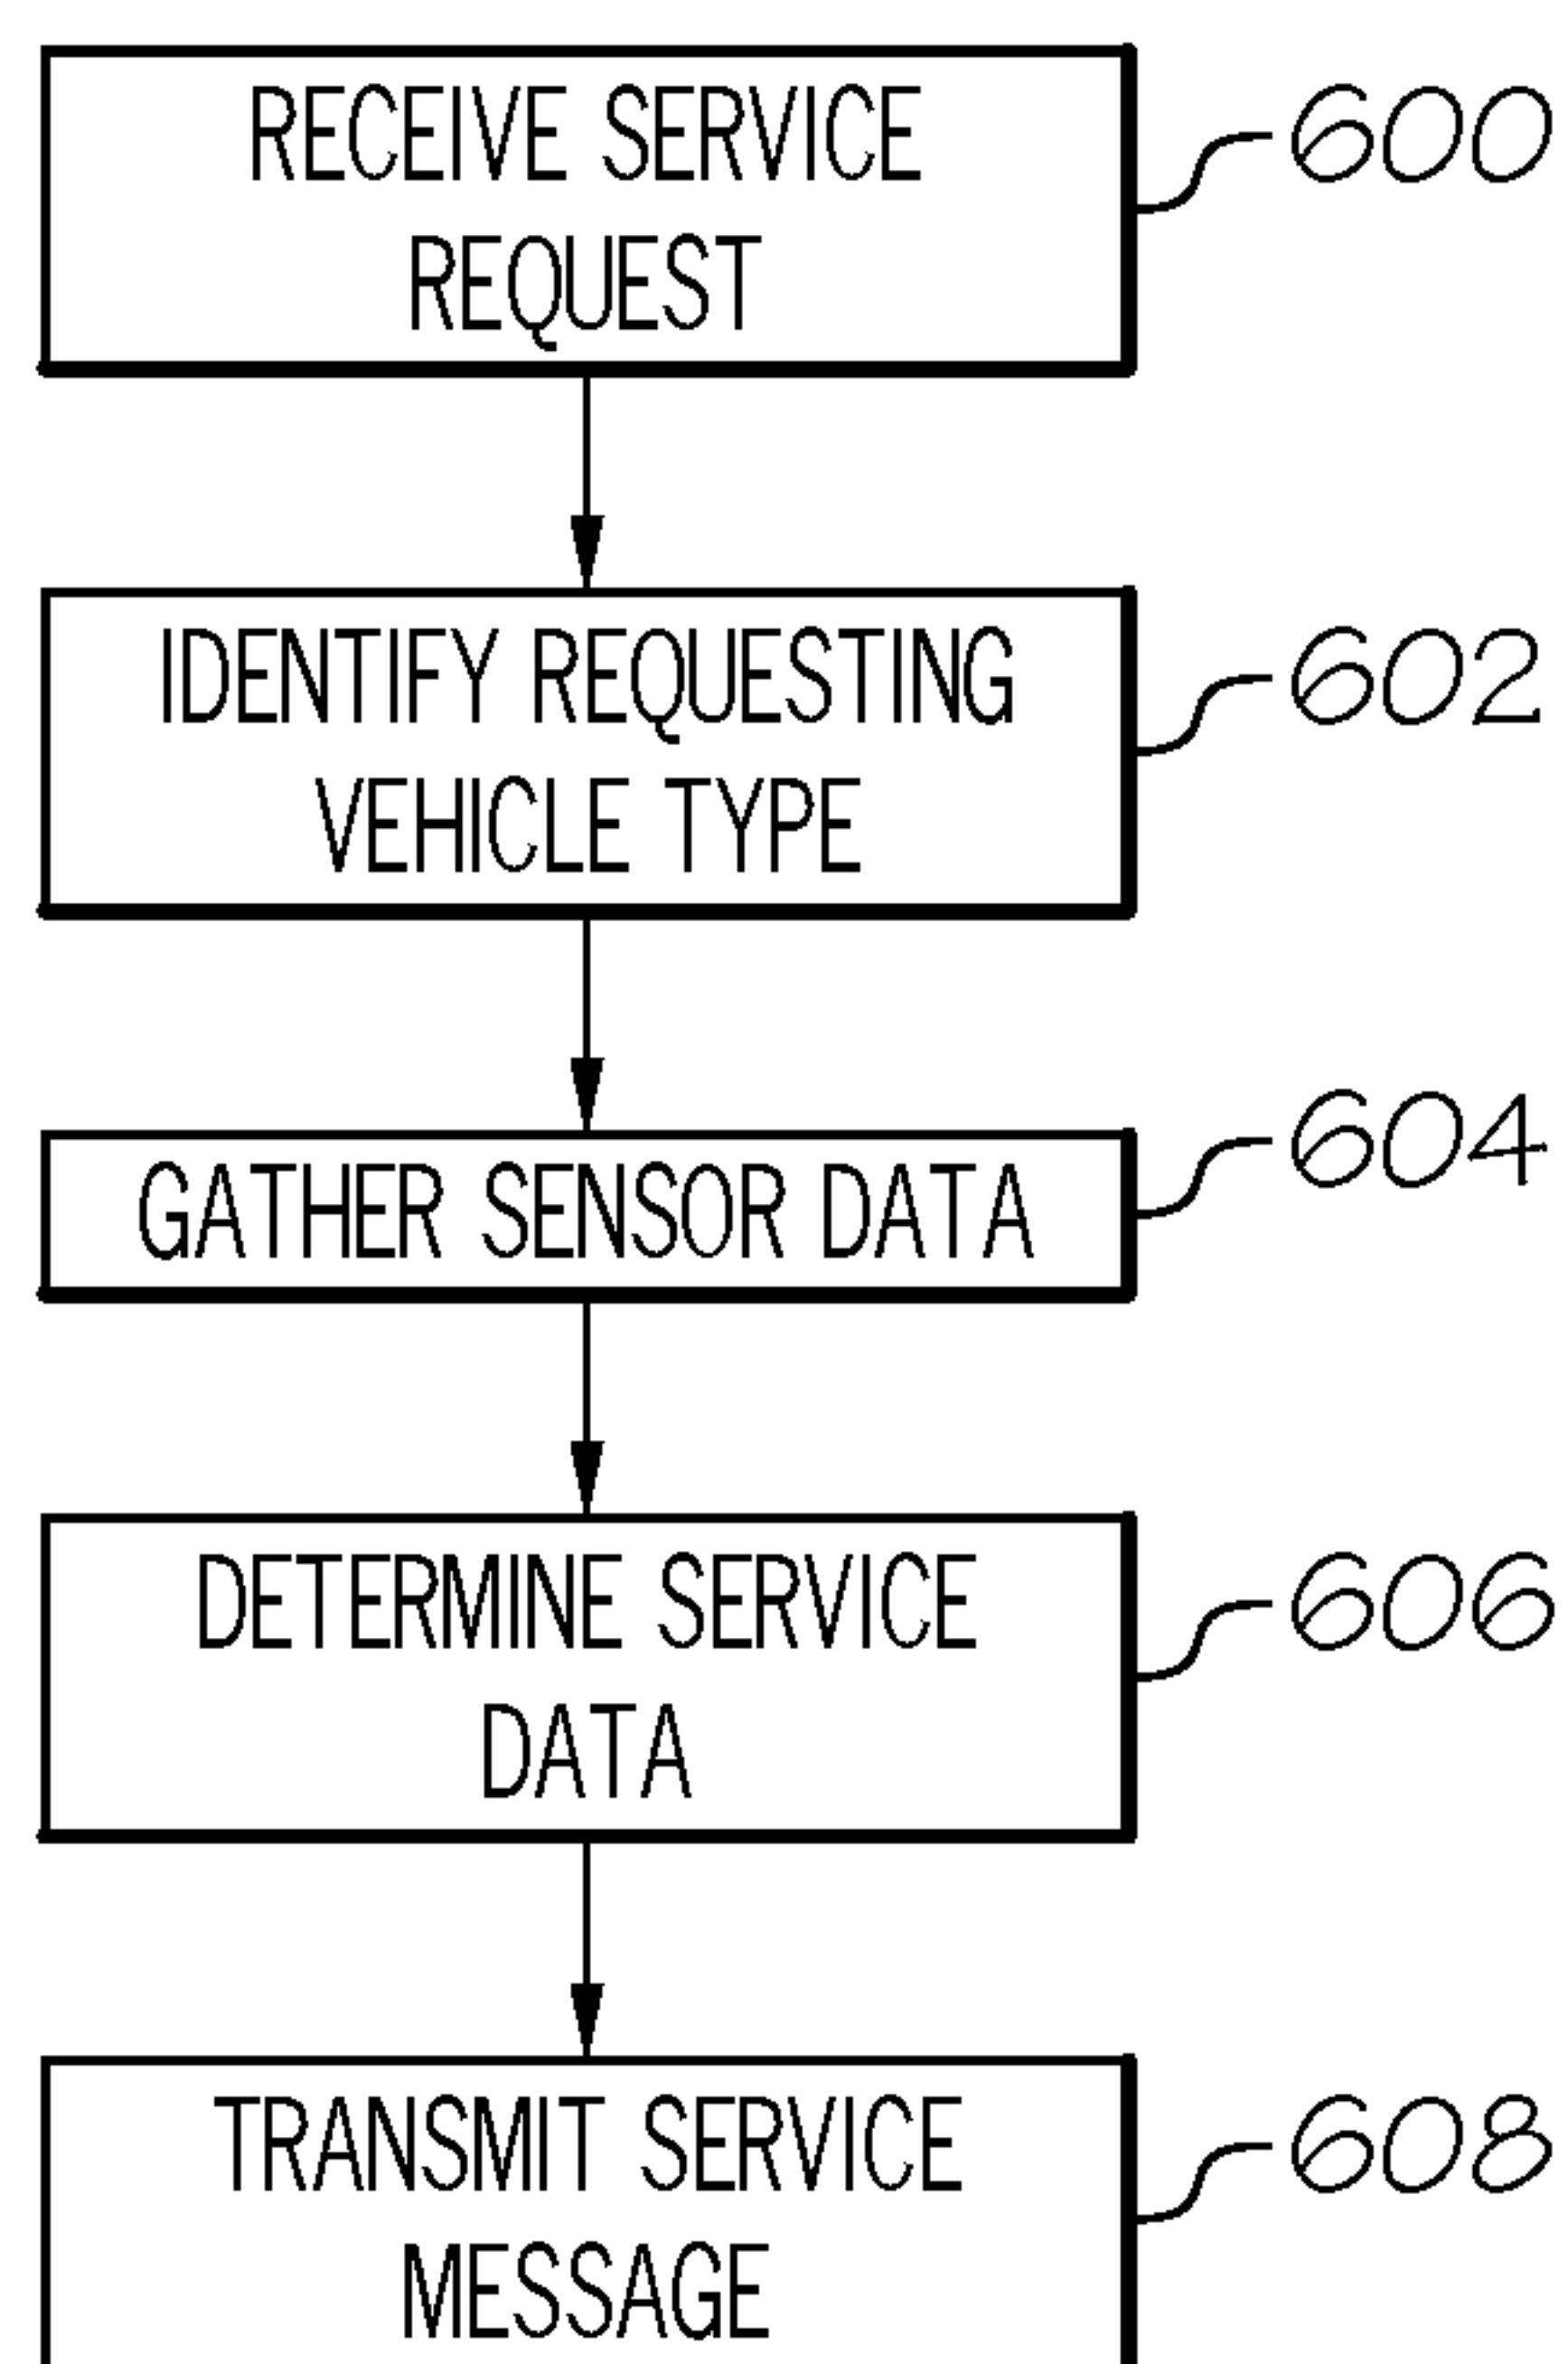 RECEIVE SERVICE
REQUEST
600
IDENTIFY REQUESTING
VEHICLE TYPE
602
GATHER SENSOR DATA
604
DETERMINE SERVICE
DATA
606
TRANSMIT SERVICE
MESSAGE
608